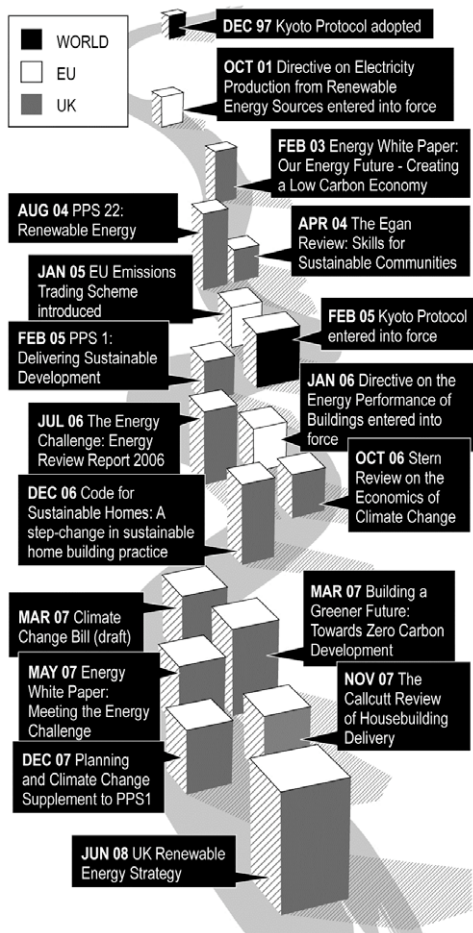 WORLD
EU
UK
DEC 97 Kyoto Protocol adopted
OCT 01 Directive on Electricity
Production from Renewable
Energy Sources entered into force
FEB 03 Energy White Paper:
Our Energy Future - Creating
a Low Carbon Economy
AUG 04 PPS 22:
Renewable Energy
APR 04 The Egan
Review: Skills for
Sustainable Communities
JAN 05 EU Emissions
Trading Scheme
introduced
FEB 05 Kyoto Protocol
entered into force
FEB 05 PPS 1:
Delivering Sustainable
Development
JAN 06 Directive on the
Energy Performance of
Buildings entered into
force
JUL 06 The Energy
Challenge: Energy
Review Report 2006
OCT 06 Stern
Review on the
Economics of
Climate Change
DEC 06 Code for
Sustainable Homes: A
step-change in sustainable
home building practice
MAR 07 Building a
Greener Future:
Towards Zero Carbon
Development
MAR 07 Climate
Change Bill (draft)
MAY 07 Energy
White Paper:
Meeting the Energy
Challenge
NOV 07 The
Callcutt Review
of Housebuilding
Delivery
DEC 07 Planning
and Climate Change
Supplement to PPS1
JUN 08 UK Renewable
Energy Strategy